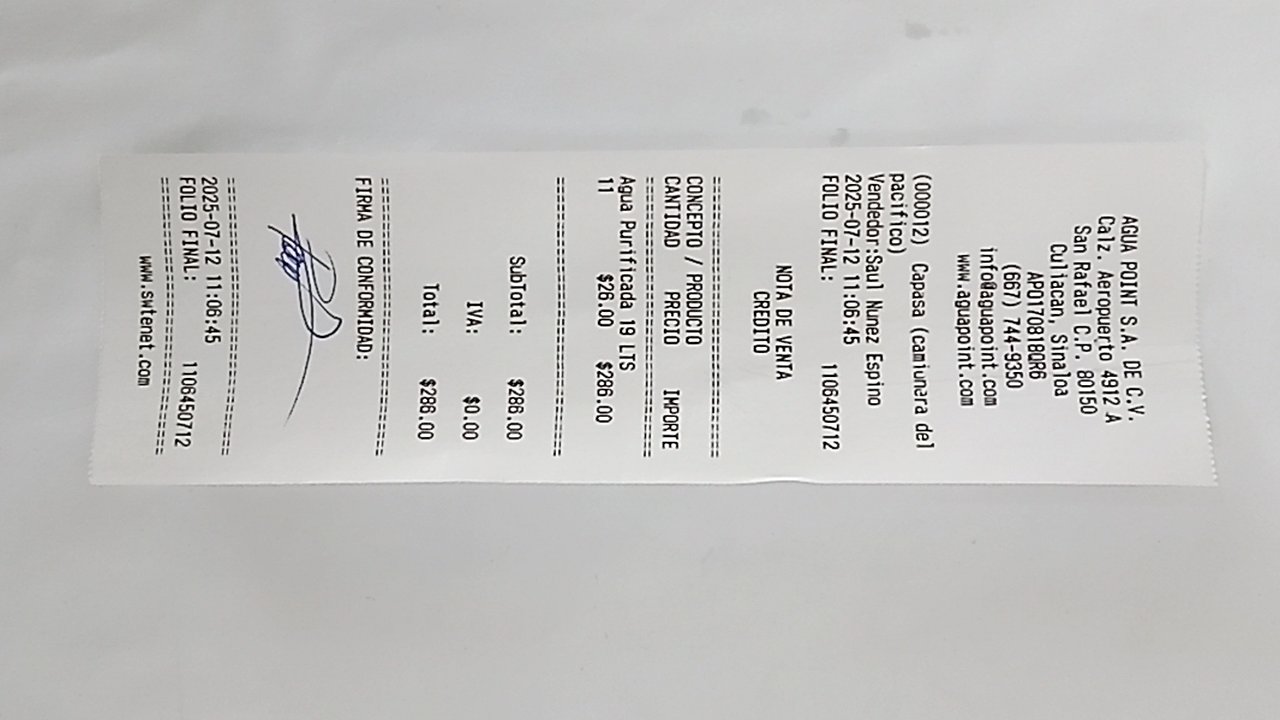 AGUA POINT S.A. DE C.V.
Calz. Aeropuerto 4912 A
San Rafael C.P. 80150
Culiacan, Sinaloa
APO170818QR6
(667) 744-9350
info@aguapoint.com
www.aguapoint.com
(000012) Capasa (camiunara del
pacifico)
Vendedor:Saul Nunez Espino
2025-07-12 11:06:45
FOLIO FINAL: 1106450712
NOTA DE VENTA
CREDITO
===============================
CONCEPTO / PRODUCTO
CANTIDAD PRECIO IMPORTE
===============================
Agua Purificada 19 LTS
11 $26.00 $286.00
===============================
SubTotal: $286.00
IVA: $0.00
Total: $286.00
===============================
FIRMA DE CONFORMIDAD:
===============================
2025-07-12 11:06:45
FOLIO FINAL: 1106450712
===============================
www.swtenet.com